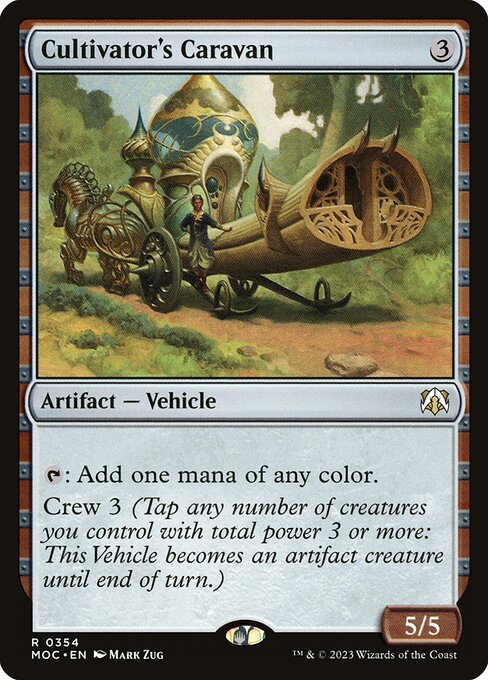 Cultivator's Caravan 3
Artifact — Vehicle
: Add one mana of any color.
Crew 3 (Tap any number of creatures
you control with total power 3 or more:
This Vehicle becomes an artifact creature
until end of turn.)
5/5
R 0354
MOC • EN Mark Zug
™ & © 2023 Wizards of the Coast